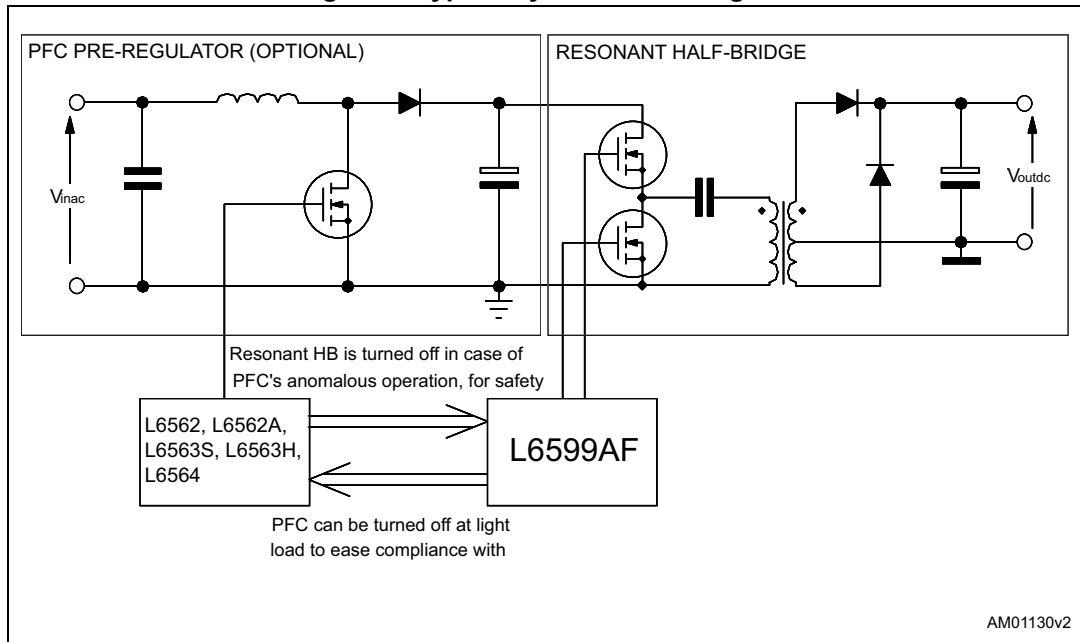 PFC PRE-REGULATOR (OPTIONAL)
RESONANT HALF-BRIDGE
Vinac
Voutdc
Resonant HB is turned off in case of
PFC's anomalous operation, for safety
L6562, L6562A,
L6563S, L6563H,
L6564
L6599AF
PFC can be turned off at light
load to ease compliance with
AM01130v2